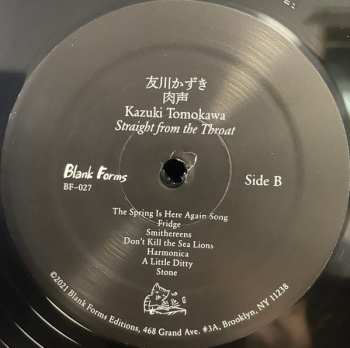 友川かずき
肉声
Kazuki Tomokawa
Straight from the Throat
Blank Forms
BF–027
Side B
The Spring Is Here Again Song
Fridge
Smithereens
Don't Kill the Sea Lions
Harmonica
A Little Ditty
Stone
©2021 Blank Forms Editions, 468 Grand Ave. #3A, Brooklyn, NY 11238